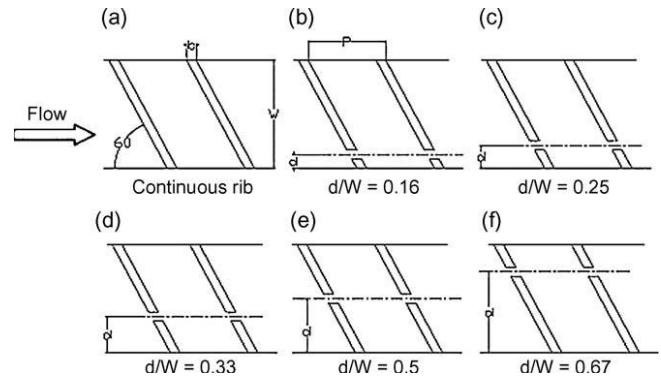 (a)
b
W
Flow
60
Continuous rib
(b)
P
d
d/W = 0.16
(c)
d
d/W = 0.25
(d)
d
d/W = 0.33
(e)
d
d/W = 0.5
(f)
d
d/W = 0.67